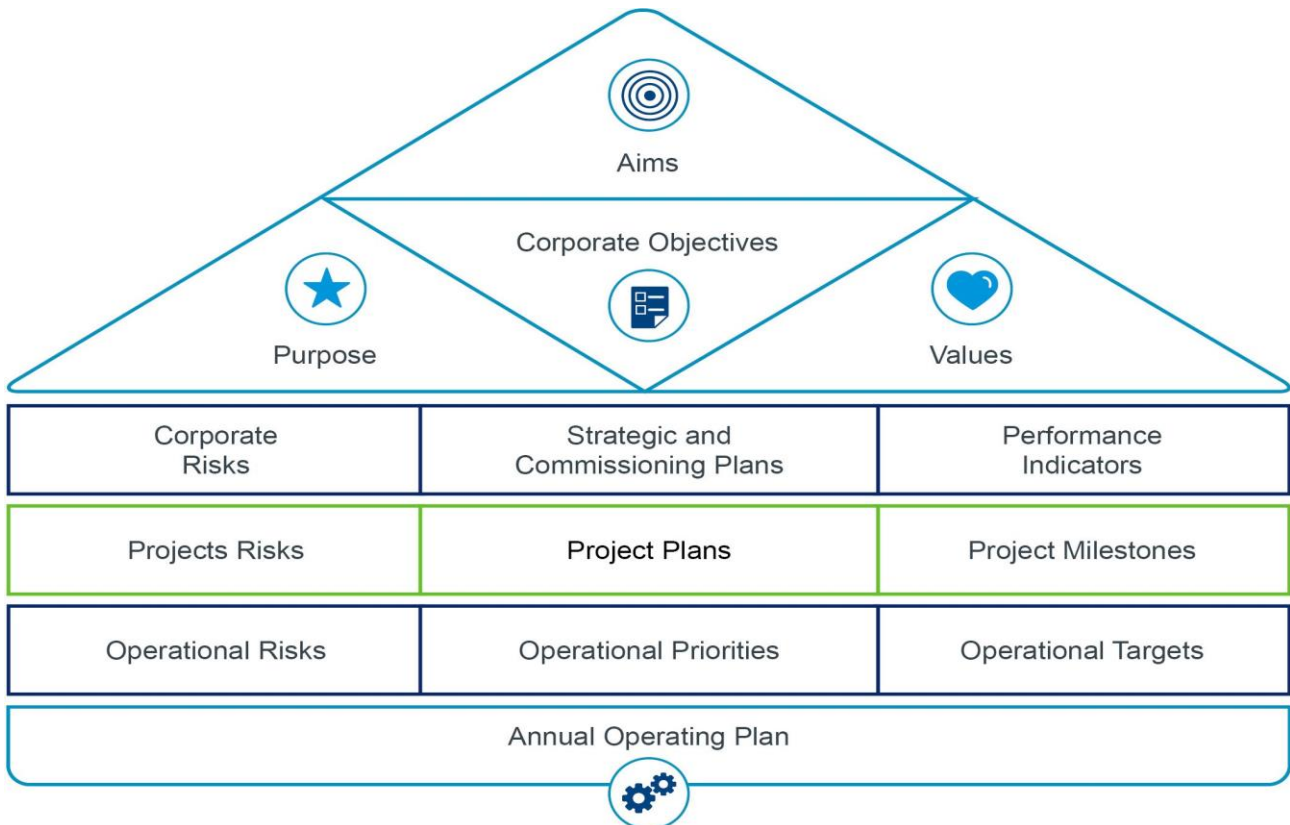 Aims
Corporate Objectives
Purpose
Values
Corporate
Risks
Strategic and
Commissioning Plans
Performance
Indicators
Projects Risks
Project Plans
Project Milestones
Operational Risks
Operational Priorities
Operational Targets
Annual Operating Plan